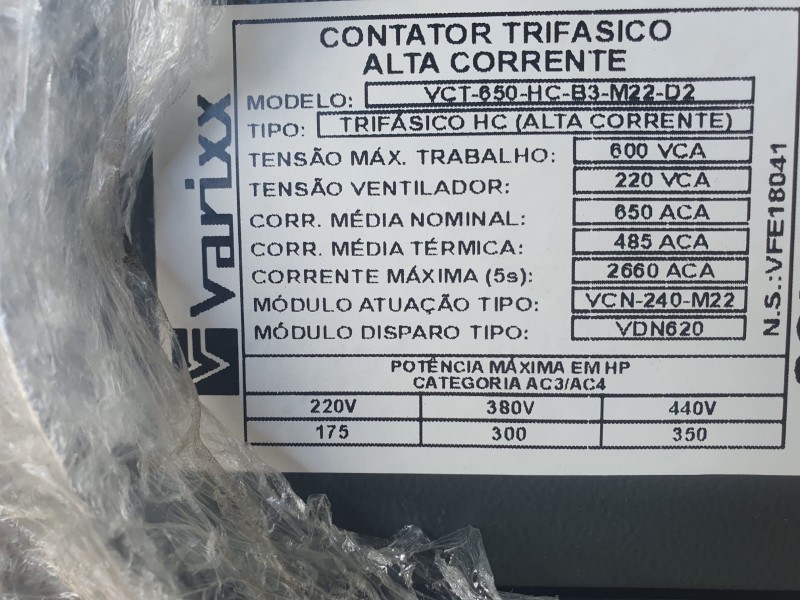 CONTATOR TRIFASICO
ALTA CORRENTE
MODELO: VCT-650-HC-B3-M22-D2
TIPO: TRIFÁSICO HC (ALTA CORRENTE)
TENSÃO MÁX. TRABALHO: 600 VCA
TENSÃO VENTILADOR: 220 VCA
CORR. MÉDIA NOMINAL: 650 ACA
CORR. MÉDIA TÉRMICA: 485 ACA
CORRENTE MÁXIMA (5s): 2660 ACA
MÓDULO ATUAÇÃO TIPO: VCN-240-M22
MÓDULO DISPARO TIPO: VDN620
POTÊNCIA MÁXIMA EM HP
CATEGORIA AC3/AC4
220V 380V 440V
175 300 350
varixx
N.S.:VFE18041